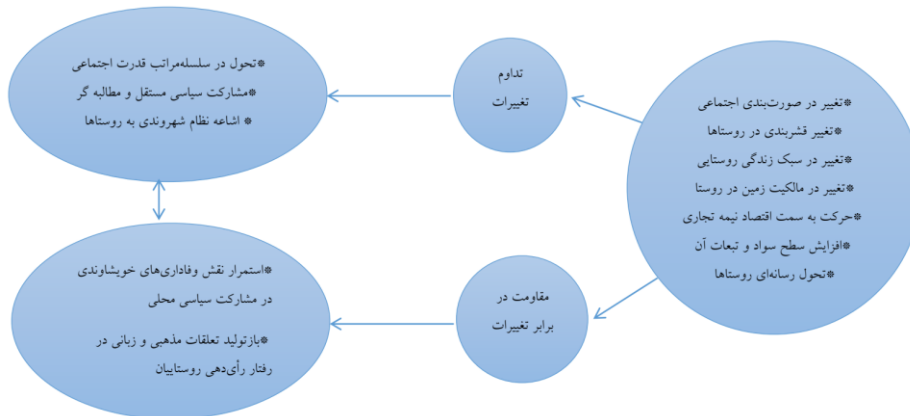 *تغییر در صورت‌بندی اجتماعی
*تغییر قشربندی در روستاها
*تغییر در سبک زندگی روستایی
*تغییر در مالکیت زمین در روستا
*حرکت به سمت اقتصاد نیمه تجاری
*افزایش سطح سواد و تبعات آن
*تحول رسانه‌ای روستاها
تداوم
تغییرات
*تحول در سلسله‌مراتب قدرت اجتماعی
*مشارکت سیاسی مستقل و مطالبه گر
* اشاعه نظام شهروندی به روستاها
مقاومت در
برابر تغییرات
*استمرار نقش وفاداری‌های خویشاوندی
در مشارکت سیاسی محلی
*بازتولید تعلقات مذهبی و زبانی در
رفتار رأی‌دهی روستاییان